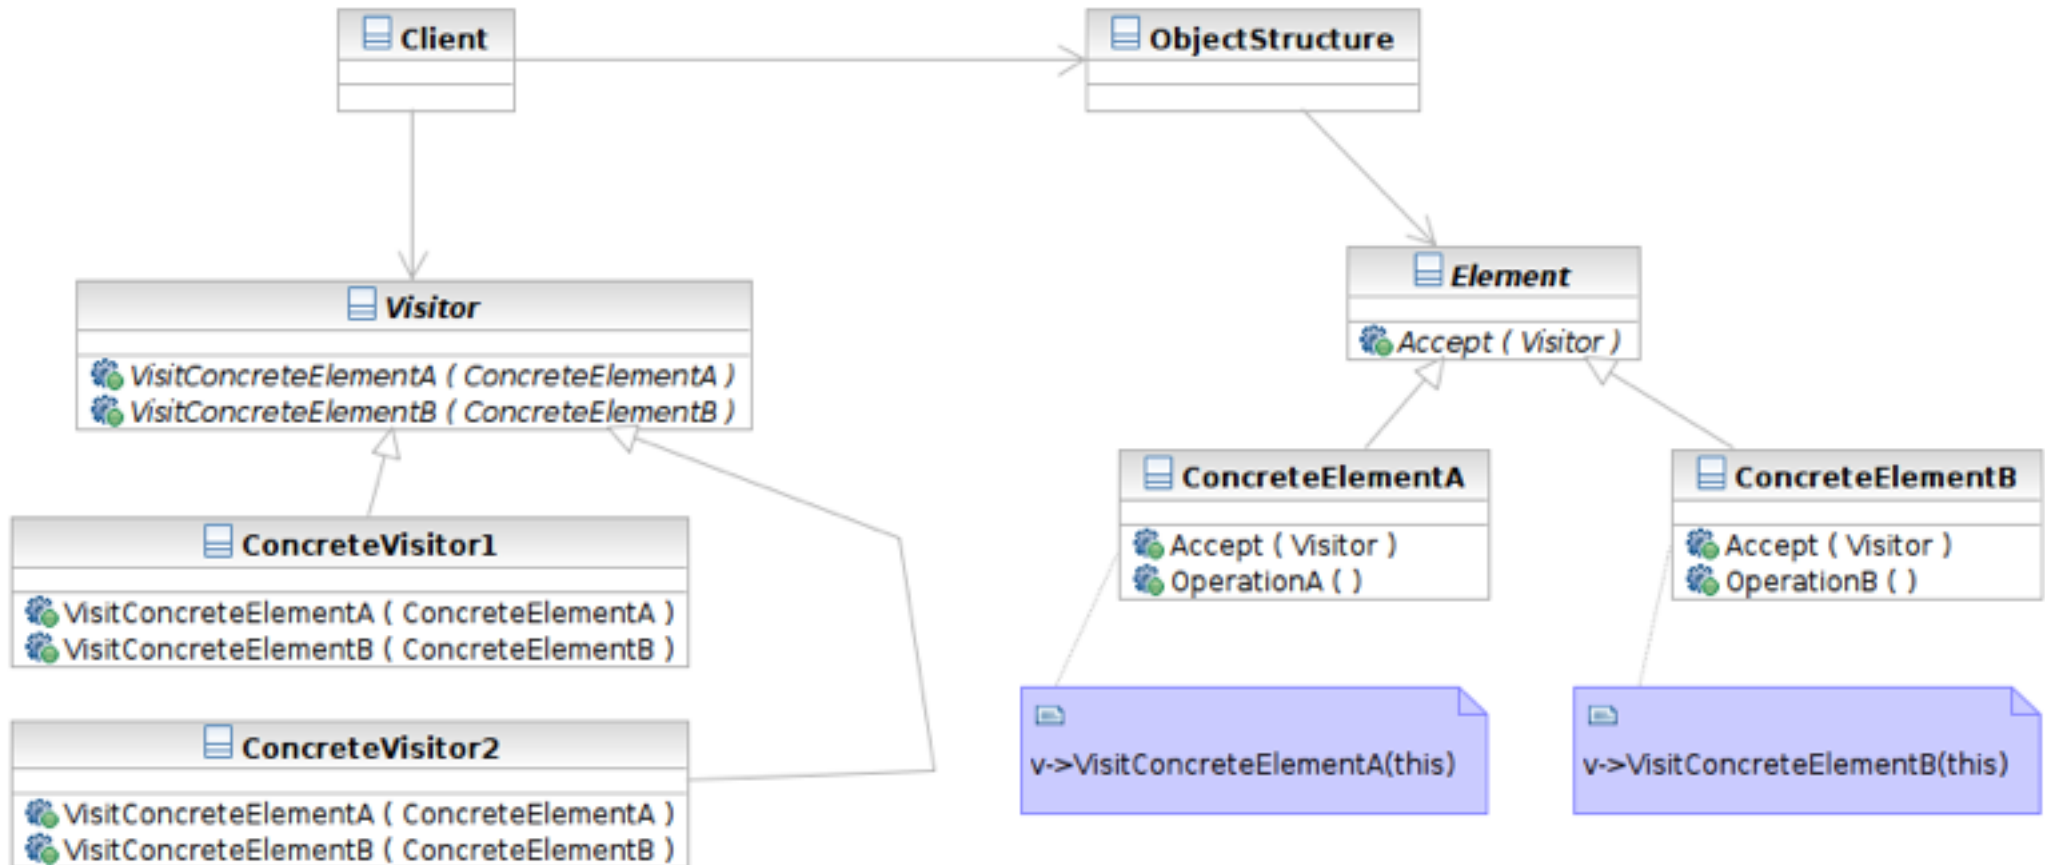 Client
ObjectStructure
Visitor
VisitConcreteElementA ( ConcreteElementA )
VisitConcreteElementB ( ConcreteElementB )
Element
Accept ( Visitor )
ConcreteVisitor1
VisitConcreteElementA ( ConcreteElementA )
VisitConcreteElementB ( ConcreteElementB )
ConcreteElementA
Accept ( Visitor )
OperationA ( )
ConcreteElementB
Accept ( Visitor )
OperationB ( )
ConcreteVisitor2
VisitConcreteElementA ( ConcreteElementA )
VisitConcreteElementB ( ConcreteElementB )
v->VisitConcreteElementA(this)
v->VisitConcreteElementB(this)